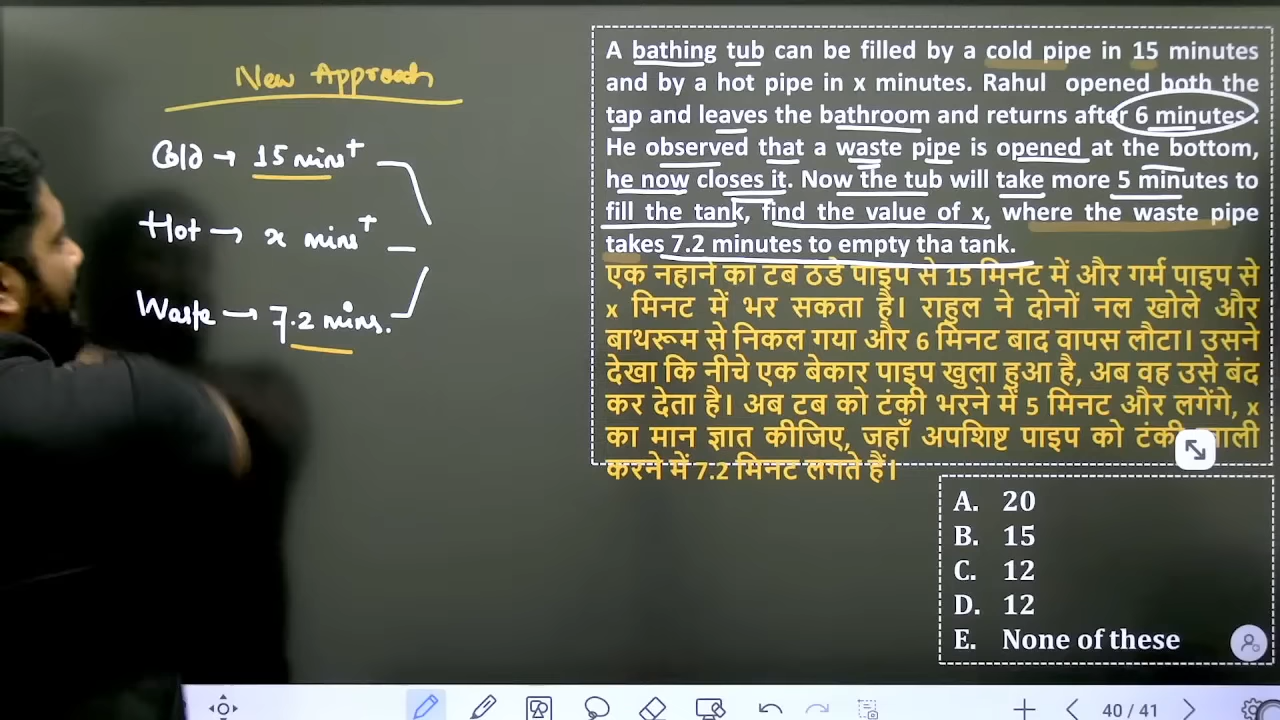 New Approach
Cold → 15 mins+
Hot → x mins+
Waste → 7.2 mins.
A bathing tub can be filled by a cold pipe in 15 minutes
and by a hot pipe in x minutes. Rahul opened both the
tap and leaves the bathroom and returns after 6 minutes.
He observed that a waste pipe is opened at the bottom,
he now closes it. Now the tub will take more 5 minutes to
fill the tank, find the value of x, where the waste pipe
takes 7.2 minutes to empty tha tank.
एक नहाने का टब ठंडे पाइप से 15 मिनट में और गर्म पाइप से
x मिनट में भर सकता है। राहुल ने दोनों नल खोले और
बाथरूम से निकल गया और 6 मिनट बाद वापस लौटा। उसने
देखा कि नीचे एक बेकार पाइप खुला हुआ है, अब वह उसे बंद
कर देता है। अब टब को टंकी भरने में 5 मिनट और लगेंगे, x
का मान ज्ञात कीजिए, जहाँ अपशिष्ट पाइप को टंकी
करने में 7.2 मिनट लगते हैं।
A. 20
B. 15
C. 12
D. 12
E. None of these
40 / 41